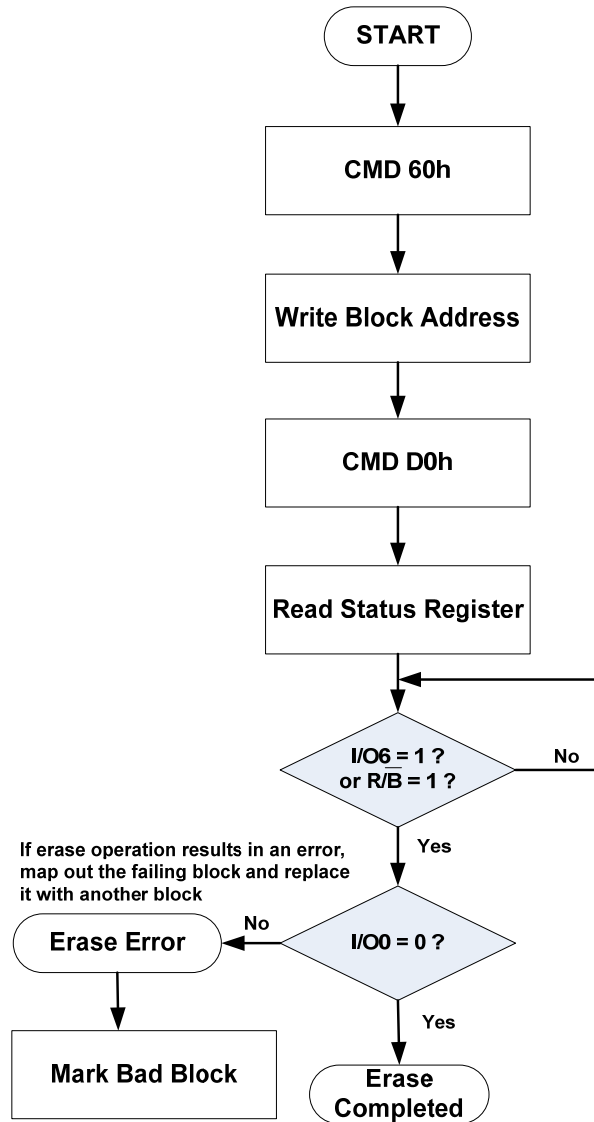 START
CMD 60h
Write Block Address
CMD D0h
Read Status Register
I/O6 = 1 ?
or R/B̅ = 1 ?
No
Yes
If erase operation results in an error,
map out the failing block and replace
it with another block
No
Erase Error
I/O0 = 0 ?
Yes
Mark Bad Block
Erase
Completed